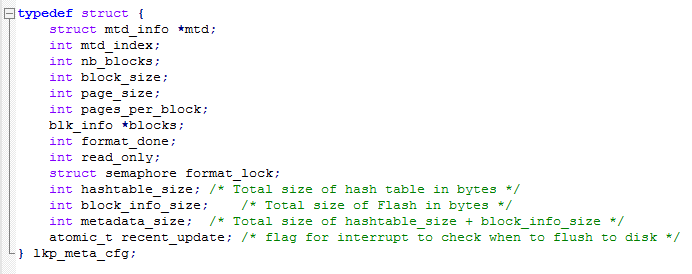 typedef struct {
    struct mtd_info *mtd;
    int mtd_index;
    int nb_blocks;
    int block_size;
    int page_size;
    int pages_per_block;
    blk_info *blocks;
    int format_done;
    int read_only;
    struct semaphore format_lock;
    int hashtable_size; /* Total size of hash table in bytes */
    int block_info_size;    /* Total size of Flash in bytes */
    int metadata_size;  /* Total size of hashtable_size + block_info_size */
    atomic_t recent_update; /* flag for interrupt to check when to flush to disk */
} lkp_meta_cfg;